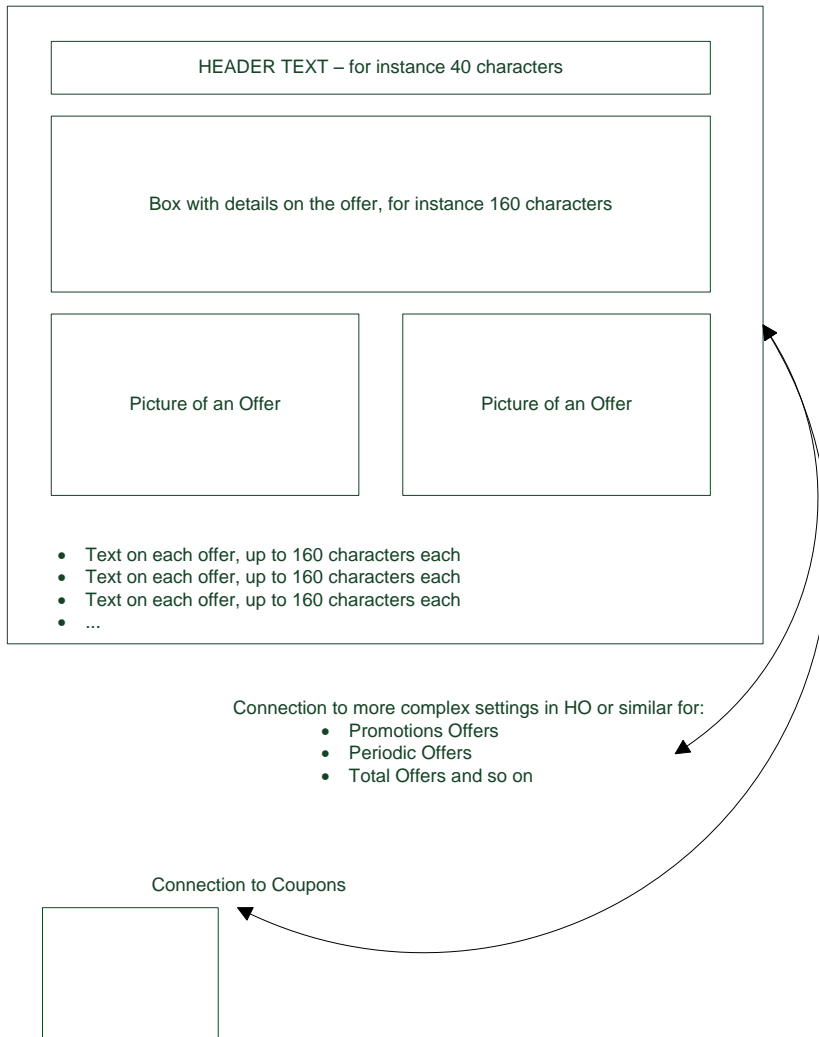 HEADER TEXT – for instance 40 characters
Box with details on the offer, for instance 160 characters
Picture of an Offer
Picture of an Offer
• Text on each offer, up to 160 characters each
• Text on each offer, up to 160 characters each
• Text on each offer, up to 160 characters each
• ...
Connection to more complex settings in HO or similar for:
• Promotions Offers
• Periodic Offers
• Total Offers and so on
Connection to Coupons